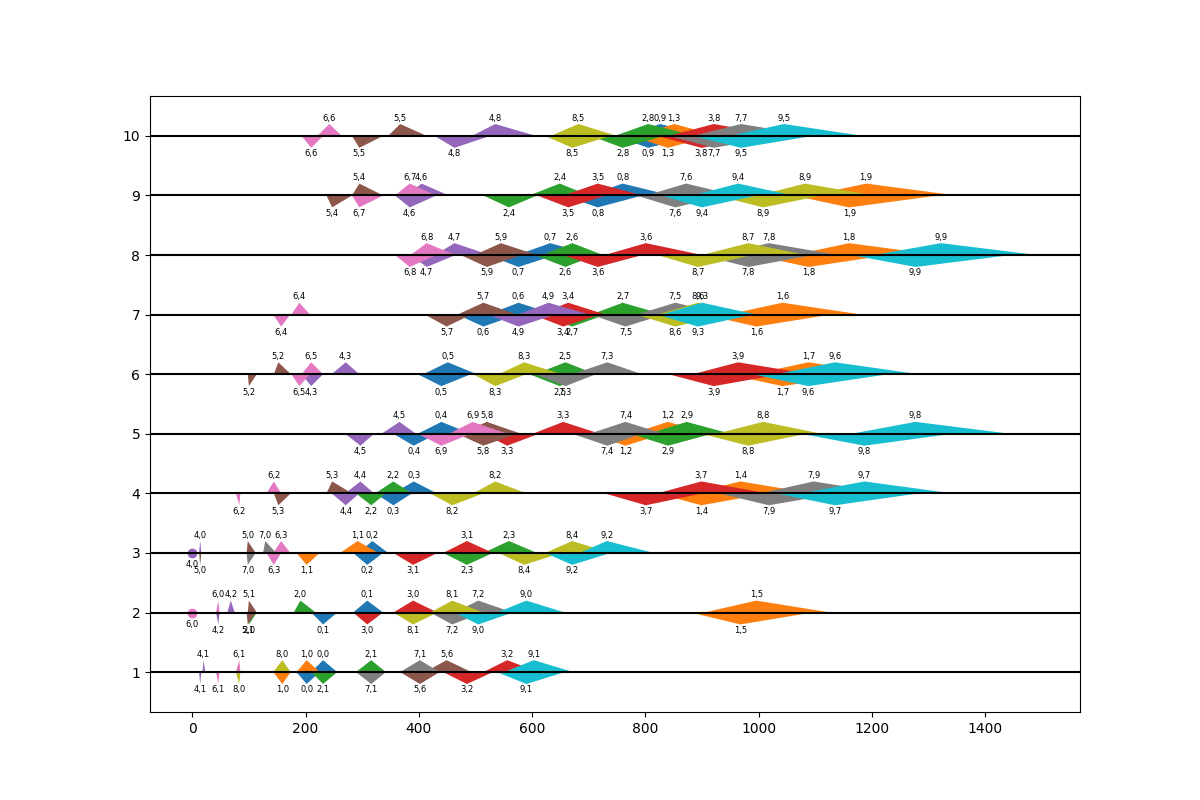 6,6 5,5 4,8 8,5 2,8 0,9 1,3 3,8 7,7 9,5
10
6,6 5,5 4,8 8,5 2,8 0,9 1,3 3,8 7,7 9,5
5,4 6,7 4,6 2,4 3,5 0,8 7,6 9,4 8,9 1,9
9
5,4 6,7 4,6 2,4 3,5 0,8 7,6 9,4 8,9 1,9
6,8 4,7 5,9 0,7 2,6 3,6 8,7 7,8 1,8 9,9
8
6,8 4,7 5,9 0,7 2,6 3,6 8,7 7,8 1,8 9,9
6,4 5,7 0,6 4,9 3,4 2,7 7,5 8,6 9,3 1,6
7
6,4 5,7 0,6 4,9 3,4 2,7 7,5 8,6 9,3 1,6
5,2 6,5 4,3 0,5 8,3 2,5 7,3 3,9 1,7 9,6
6
5,2 6,5 4,3 0,5 8,3 2,5 7,3 3,9 1,7 9,6
4,5 0,4 6,9 5,8 3,3 7,4 1,2 2,9 8,8 9,8
5
4,5 0,4 6,9 5,8 3,3 7,4 1,2 2,9 8,8 9,8
6,2 5,3 4,4 2,2 0,3 8,2 3,7 1,4 7,9 9,7
4
6,2 5,3 4,4 2,2 0,3 8,2 3,7 1,4 7,9 9,7
4,0 5,0 7,0 6,3 1,1 0,2 3,1 2,3 8,4 9,2
3
4,0 5,0 7,0 6,3 1,1 0,2 3,1 2,3 8,4 9,2
6,0 4,2 5,1 2,0 0,1 3,0 8,1 7,2 9,0 1,5
2
6,0 4,2 5,1 2,0 0,1 3,0 8,1 7,2 9,0 1,5
4,1 6,1 8,0 1,0 0,0 2,1 7,1 5,6 3,2 9,1
1
4,1 6,1 8,0 1,0 0,0 2,1 7,1 5,6 3,2 9,1
0 200 400 600 800 1000 1200 1400